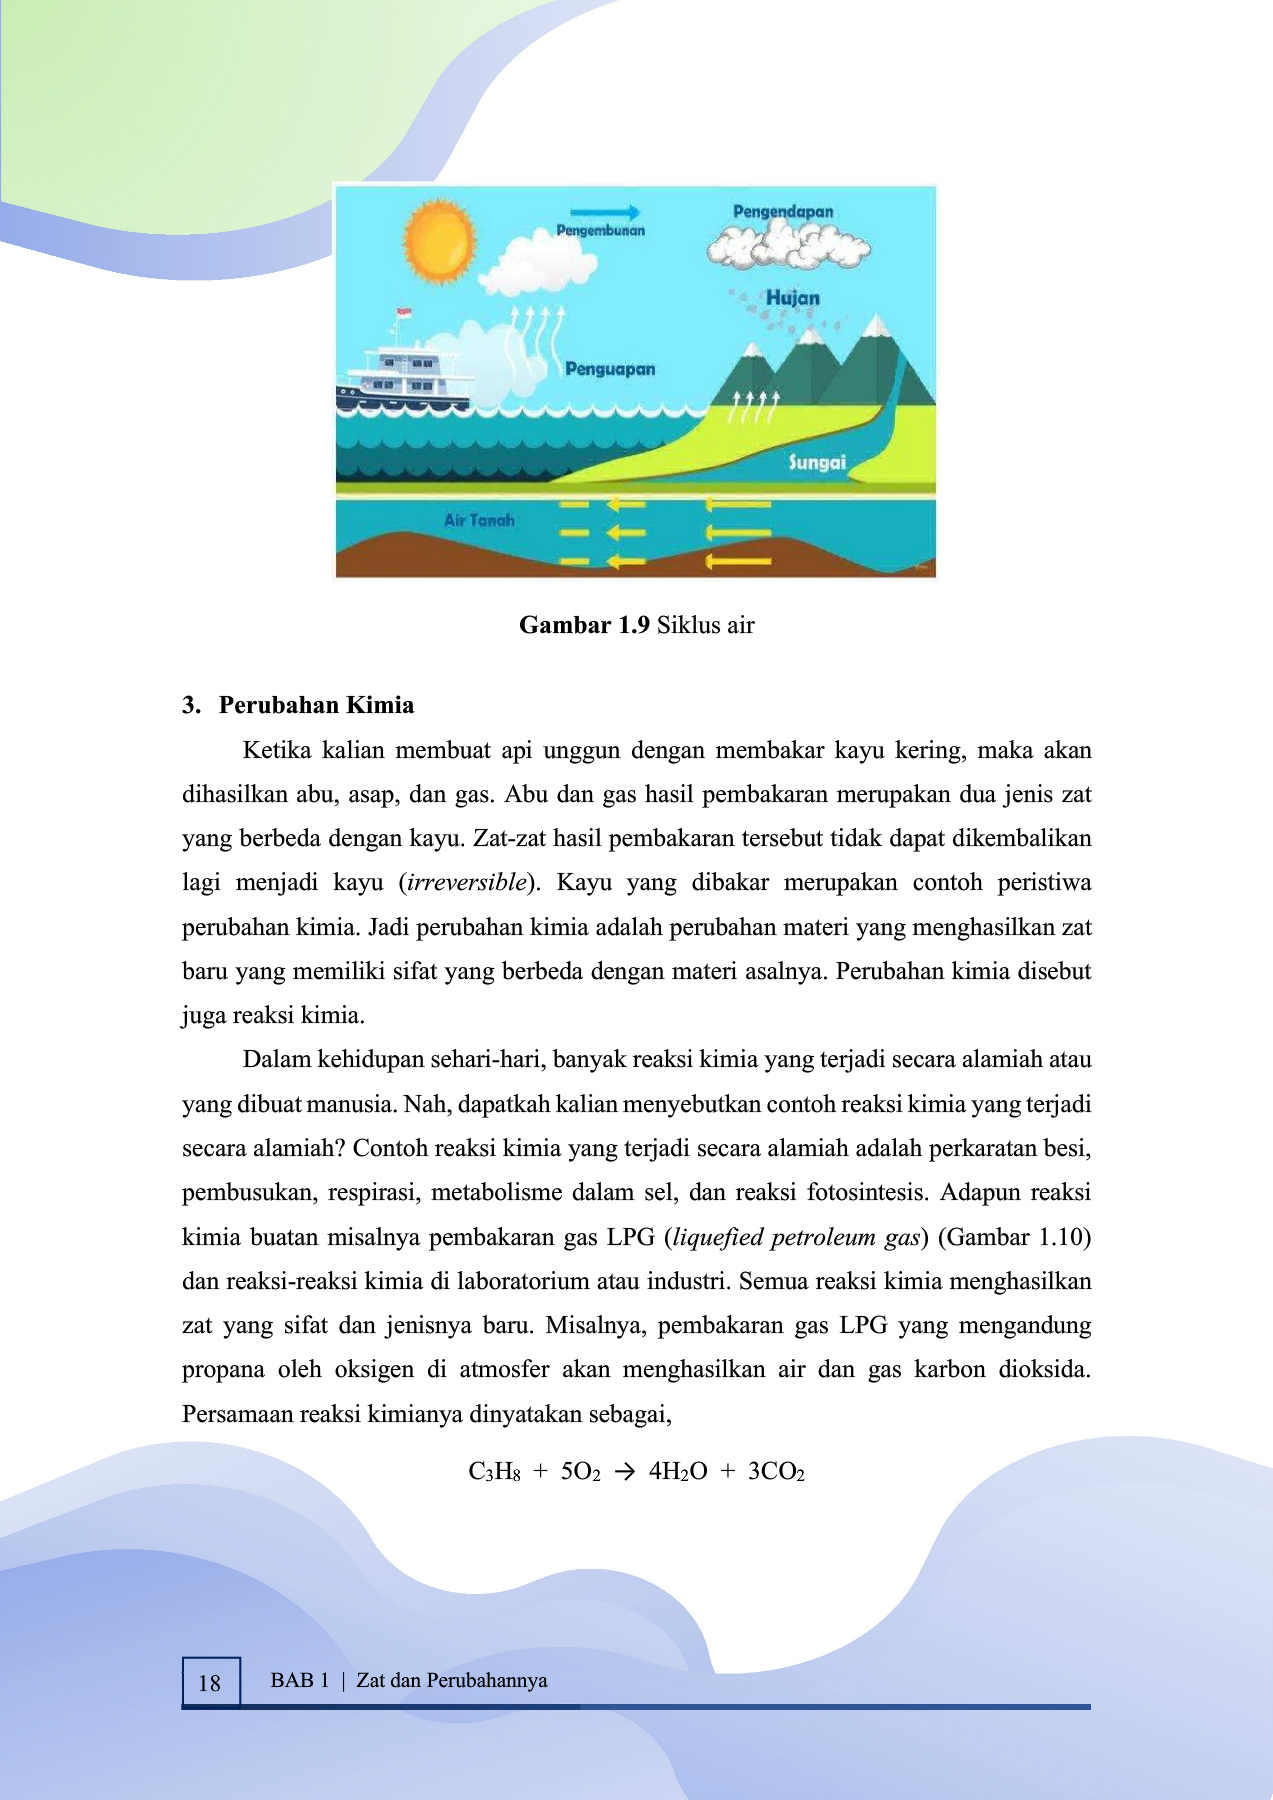 Pengendapan
Pengembunan
Hujan
Penguapan
Sungai
Air Tanah
Gambar 1.9 Siklus air
3. Perubahan Kimia
Ketika kalian membuat api unggun dengan membakar kayu kering, maka akan
dihasilkan abu, asap, dan gas. Abu dan gas hasil pembakaran merupakan dua jenis zat
yang berbeda dengan kayu. Zat-zat hasil pembakaran tersebut tidak dapat dikembalikan
lagi menjadi kayu (irreversible). Kayu yang dibakar merupakan contoh peristiwa
perubahan kimia. Jadi perubahan kimia adalah perubahan materi yang menghasilkan zat
baru yang memiliki sifat yang berbeda dengan materi asalnya. Perubahan kimia disebut
juga reaksi kimia.
Dalam kehidupan sehari-hari, banyak reaksi kimia yang terjadi secara alamiah atau
yang dibuat manusia. Nah, dapatkah kalian menyebutkan contoh reaksi kimia yang terjadi
secara alamiah? Contoh reaksi kimia yang terjadi secara alamiah adalah perkaratan besi,
pembusukan, respirasi, metabolisme dalam sel, dan reaksi fotosintesis. Adapun reaksi
kimia buatan misalnya pembakaran gas LPG (liquefied petroleum gas) (Gambar 1.10)
dan reaksi-reaksi kimia di laboratorium atau industri. Semua reaksi kimia menghasilkan
zat yang sifat dan jenisnya baru. Misalnya, pembakaran gas LPG yang mengandung
propana oleh oksigen di atmosfer akan menghasilkan air dan gas karbon dioksida.
Persamaan reaksi kimianya dinyatakan sebagai,
C₃H₈ + 5O₂ → 4H₂O + 3CO₂
18 BAB 1 | Zat dan Perubahannya